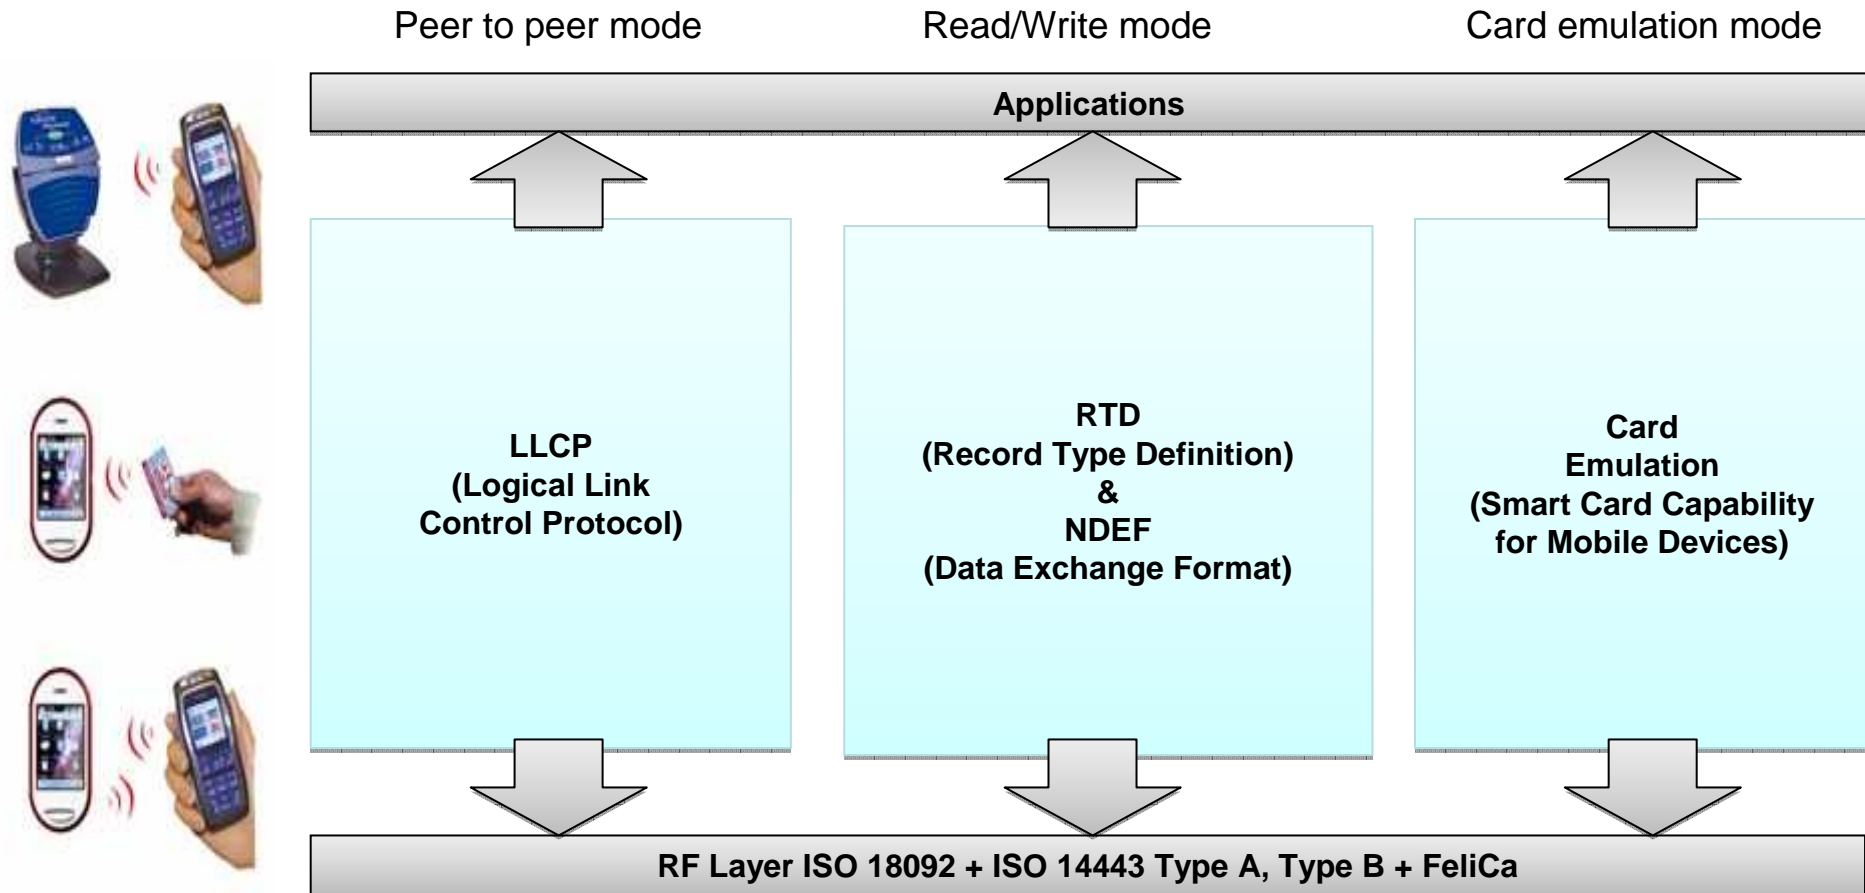 Peer to peer mode
Read/Write mode
Card emulation mode
Applications
LLCP
(Logical Link
Control Protocol)
RTD
(Record Type Definition)
&
NDEF
(Data Exchange Format)
Card
Emulation
(Smart Card Capability
for Mobile Devices)
RF Layer ISO 18092 + ISO 14443 Type A, Type B + FeliCa